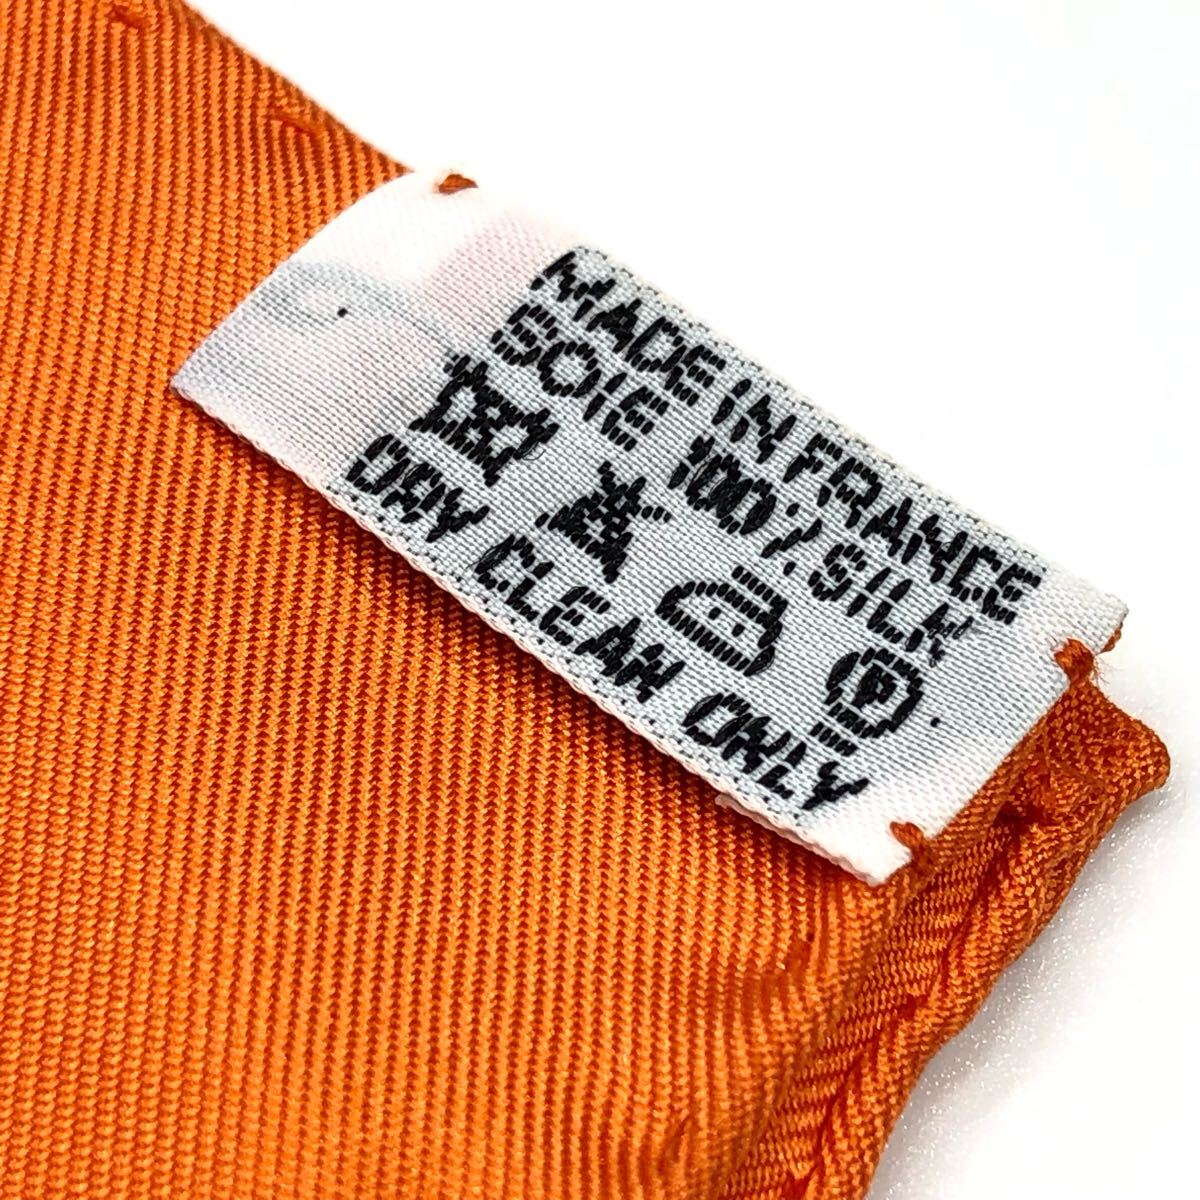 MADE IN FRANCE
SOIE 100% SILK
P
DRY CLEAN ONLY